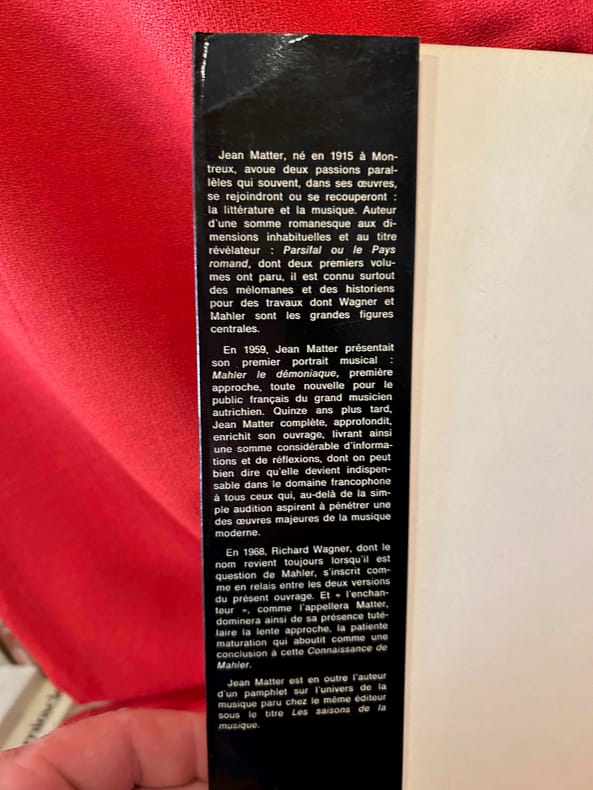 Jean Matter, né en 1915 à Mon-
treux, avoue deux passions paral-
lèles qui souvent, dans ses œuvres,
se rejoindront ou se recouperont :
la littérature et la musique. Auteur
d'une somme romanesque aux di-
mensions inhabituelles et au titre
révélateur : Parsifal ou le Pays
romand, dont deux premiers volu-
mes ont paru, il est connu surtout
des mélomanes et des historiens
pour des travaux dont Wagner et
Mahler sont les grandes figures
centrales.
En 1959, Jean Matter présentait
son premier portrait musical :
Mahler le démoniaque, première
approche, toute nouvelle pour le
public français du grand musicien
autrichien. Quinze ans plus tard,
Jean Matter complète, approfondit,
enrichit son ouvrage, livrant ainsi
une somme considérable d'informa-
tions et de réflexions, dont on peut
bien dire qu'elle devient indispen-
sable dans le domaine francophone
à tous ceux qui, au-delà de la sim-
ple audition aspirent à pénétrer une
des œuvres majeures de la musique
moderne.
En 1968, Richard Wagner, dont le
nom revient toujours lorsqu'il est
question de Mahler, s'inscrit com-
me en relais entre les deux versions
du présent ouvrage. Et « l'enchan-
teur », comme l'appellera Matter,
dominera ainsi de sa présence tuté-
laire la lente approche, la patiente
maturation qui aboutit comme une
conclusion à cette Connaissance de
Mahler.
Jean Matter est en outre l'auteur
d'un pamphlet sur l'univers de la
musique paru chez le même éditeur
sous le titre Les saisons de la
musique.